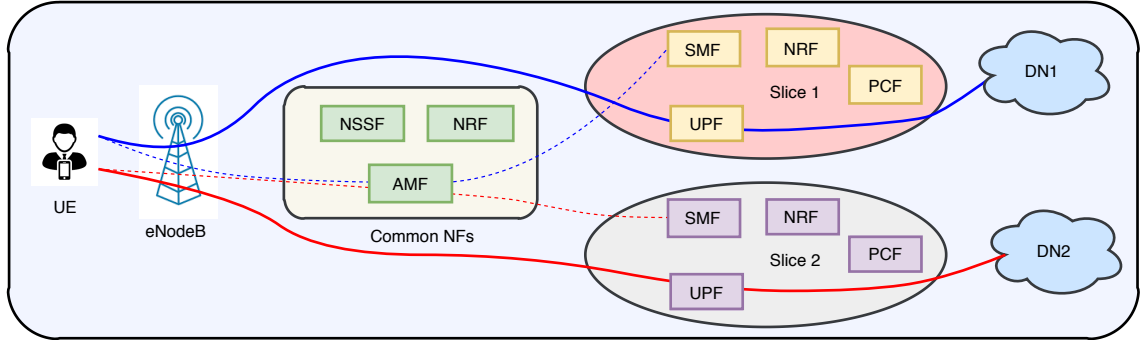 UE
eNodeB
NSSF
NRF
AMF
Common NFs
SMF
NRF
PCF
Slice 1
UPF
DN1
SMF
NRF
PCF
Slice 2
UPF
DN2